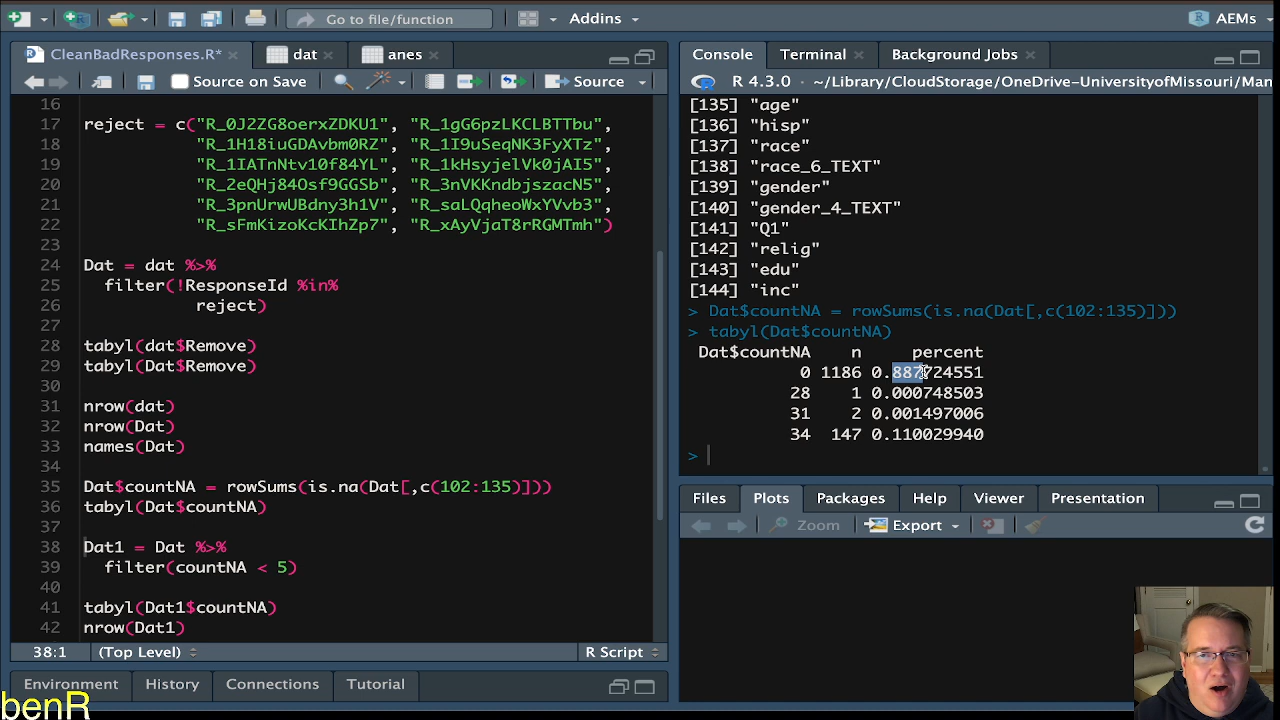 Go to file/function
Addins
AEMs
CleanBadResponses.R*
dat
anes
Source on Save
Source
16
17 reject = c("R_0J2ZG8oerxZDKU1", "R_1gG6pzLKCLBTTbu",
18 "R_1H18iuGDAvbm0RZ", "R_1I9uSeqNK3FyXTz",
19 "R_1IATnNtv10f84YL", "R_1kHsyjelVk0jAI5",
20 "R_2eQHj84Osf9GGSb", "R_3nVKKndbjszacN5",
21 "R_3pnUrwUBdny3h1V", "R_saLQqheoWxYVvb3",
22 "R_sFmKizoKcKIhZp7", "R_xAyVjaT8rRGMTmh")
23
24 Dat = dat %>%
25 filter(!ResponseId %in%
26 reject)
27
28 tabyl(dat$Remove)
29 tabyl(Dat$Remove)
30
31 nrow(dat)
32 nrow(Dat)
33 names(Dat)
34
35 Dat$countNA = rowSums(is.na(Dat[,c(102:135)]))
36 tabyl(Dat$countNA)
37
38 Dat1 = Dat %>%
39 filter(countNA < 5)
40
41 tabyl(Dat1$countNA)
42 nrow(Dat1)
38:1 (Top Level) R Script
Environment History Connections Tutorial
Console Terminal Background Jobs
R 4.3.0 · ~/Library/CloudStorage/OneDrive-UniversityofMissouri/Man
[135] "age"
[136] "hisp"
[137] "race"
[138] "race_6_TEXT"
[139] "gender"
[140] "gender_4_TEXT"
[141] "Q1"
[142] "relig"
[143] "edu"
[144] "inc"
> Dat$countNA = rowSums(is.na(Dat[,c(102:135)]))
> tabyl(Dat$countNA)
Dat$countNA n percent
0 1186 0.887724551
28 1 0.000748503
31 2 0.001497006
34 147 0.110029940
>
Files Plots Packages Help Viewer Presentation
Zoom Export
benR